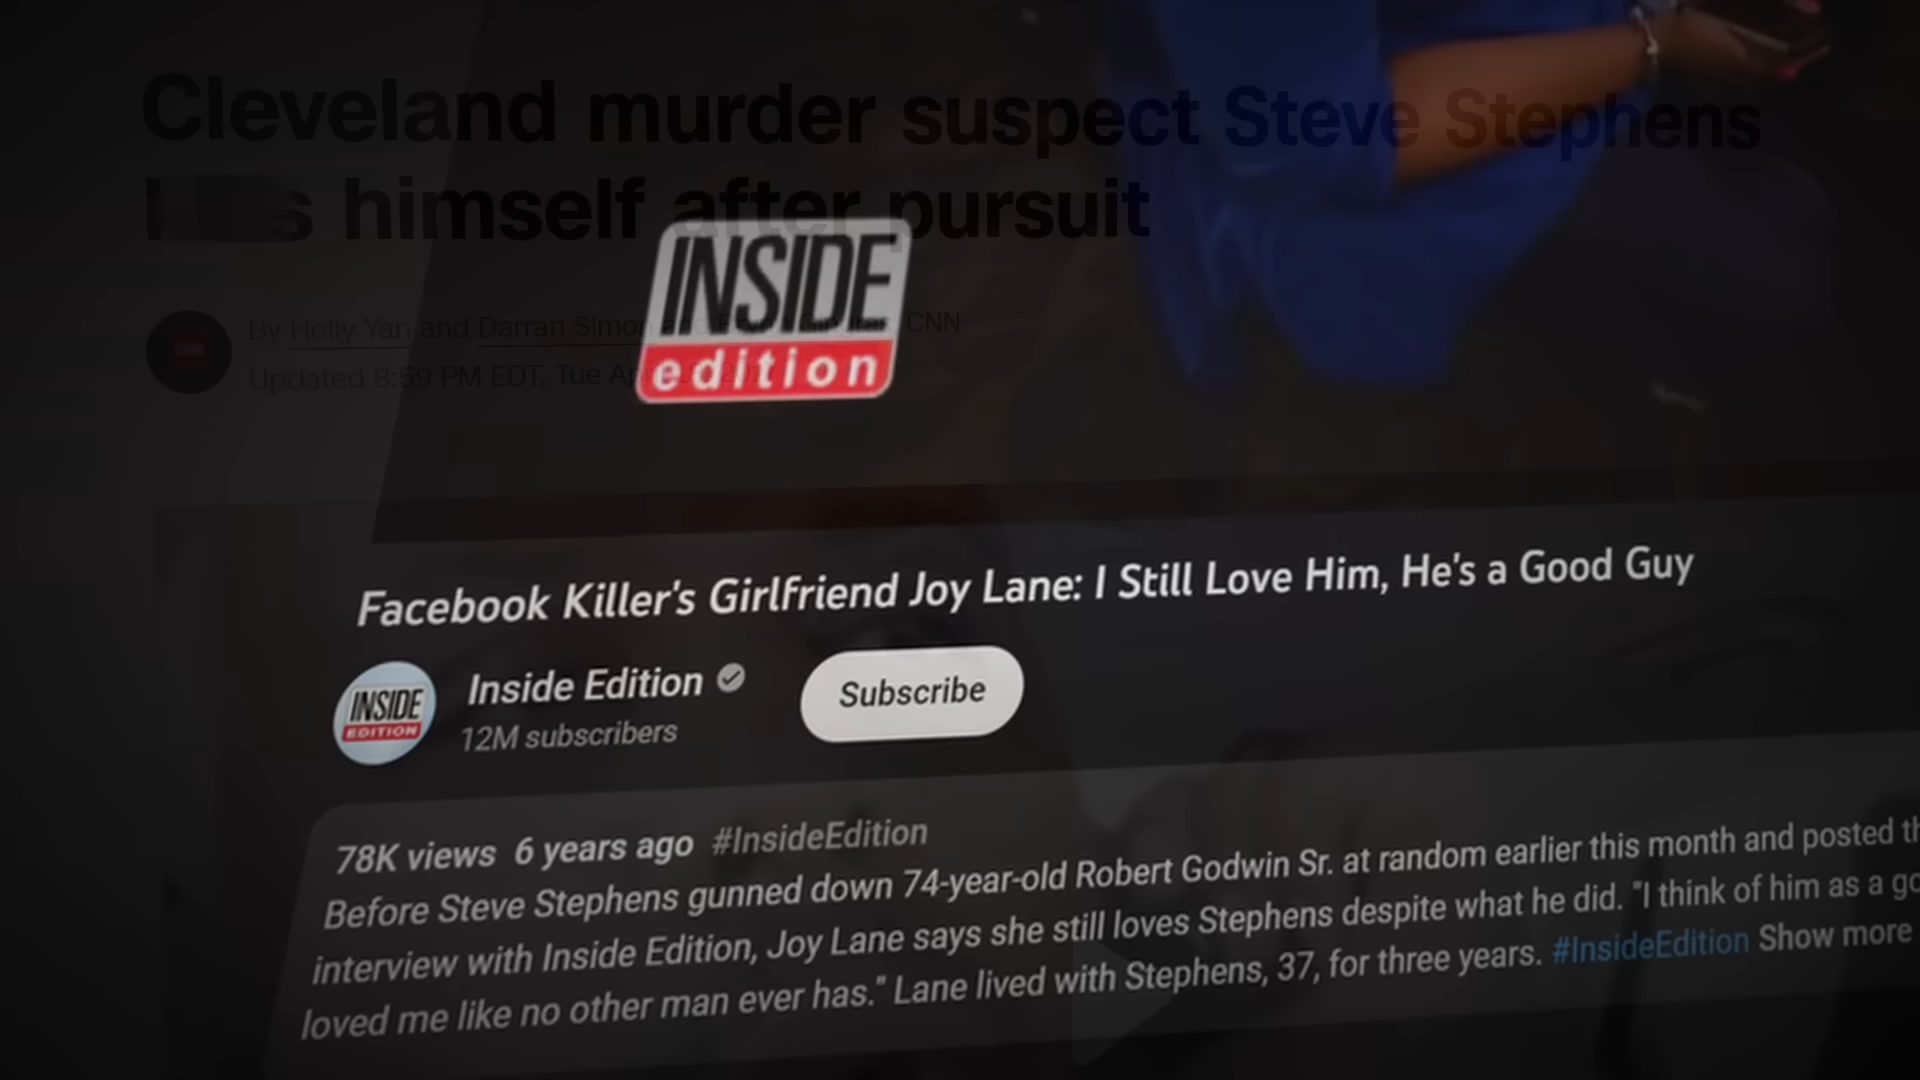 Cleveland murder suspect Steve Stephens
himself after pursuit
INSIDE
edition
By Holly Yan and Darran Simon CNN
Updated 8:59 PM EDT, Tue
Facebook Killer's Girlfriend Joy Lane: I Still Love Him, He's a Good Guy
INSIDE
EDITION
Inside Edition
12M subscribers
Subscribe
78K views 6 years ago #InsideEdition
Before Steve Stephens gunned down 74-year-old Robert Godwin Sr. at random earlier this month and posted
interview with Inside Edition, Joy Lane says she still loves Stephens despite what he did. "I think of him as a
loved me like no other man ever has." Lane lived with Stephens, 37, for three years. #InsideEdition Show more